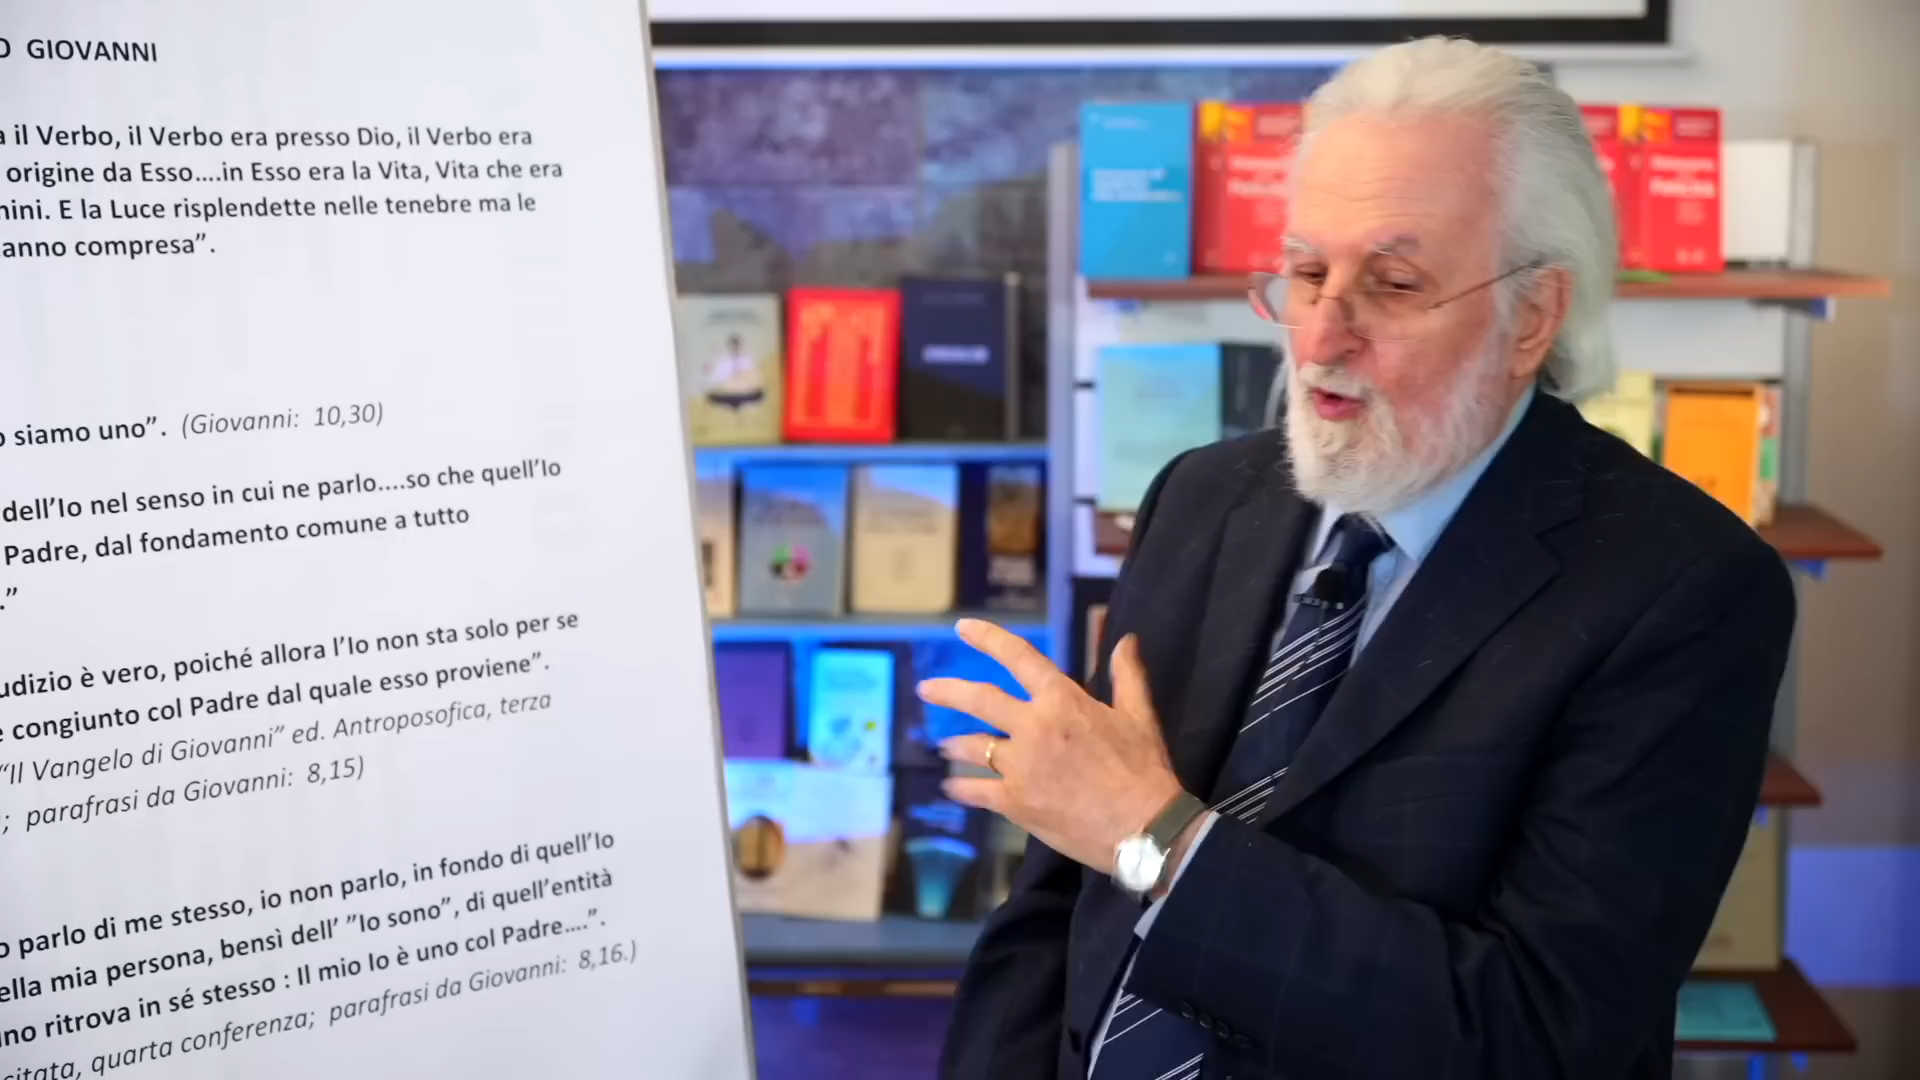 GIOVANNI
il Verbo, il Verbo era presso Dio, il Verbo era
origine da Esso....in Esso era la Vita, Vita che era
E la Luce risplendette nelle tenebre ma le
anno compresa”.
siamo uno”. (Giovanni: 10,30)
dell’Io nel senso in cui ne parlo....so che quell’Io
Padre, dal fondamento comune a tutto
.”
udizio è vero, poiché allora l’Io non sta solo per se
congiunto col Padre dal quale esso proviene”.
“Il Vangelo di Giovanni” ed. Antroposofica, terza
; parafrasi da Giovanni: 8,15)
parlo di me stesso, io non parlo, in fondo di quell’Io
ella mia persona, bensì dell’ ”Io sono”, di quell’entità
ritrova in sé stesso : Il mio Io è uno col Padre....”.
citata, quarta conferenza; parafrasi da Giovanni: 8,16.)